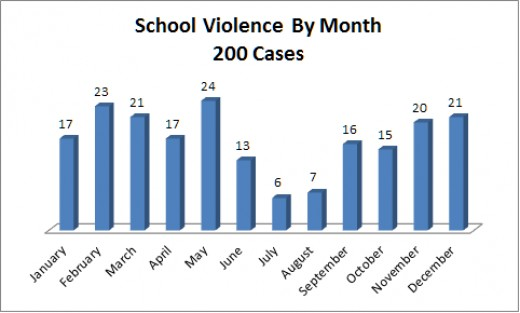 School Violence By Month
200 Cases
17
23
21
17
24
13
6
7
16
15
20
21
January
February
March
April
May
June
July
August
September
October
November
December